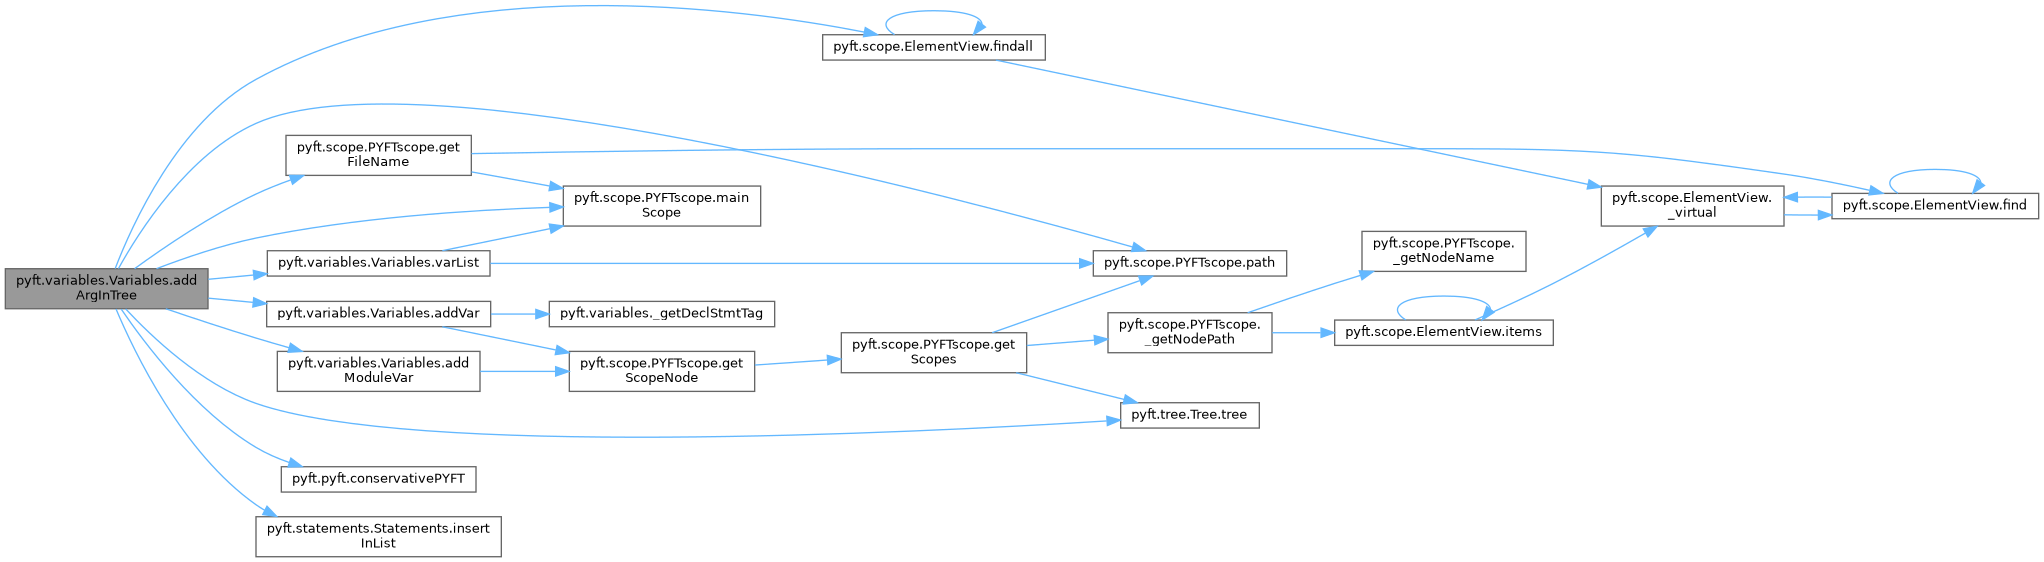 pyft.variables.Variables.add
ArgInTree
pyft.scope.ElementView.findall
pyft.scope.PYFTscope.get
FileName
pyft.scope.PYFTscope.main
Scope
pyft.variables.Variables.varList
pyft.variables.Variables.addVar
pyft.variables._getDeclStmtTag
pyft.variables.Variables.add
ModuleVar
pyft.scope.PYFTscope.get
ScopeNode
pyft.pyft.conservativePYFT
pyft.statements.Statements.insert
InList
pyft.scope.PYFTscope.get
Scopes
pyft.scope.PYFTscope.path
pyft.scope.PYFTscope.
_getNodePath
pyft.tree.Tree.tree
pyft.scope.PYFTscope.
_getNodeName
pyft.scope.ElementView.items
pyft.scope.ElementView.
_virtual
pyft.scope.ElementView.find